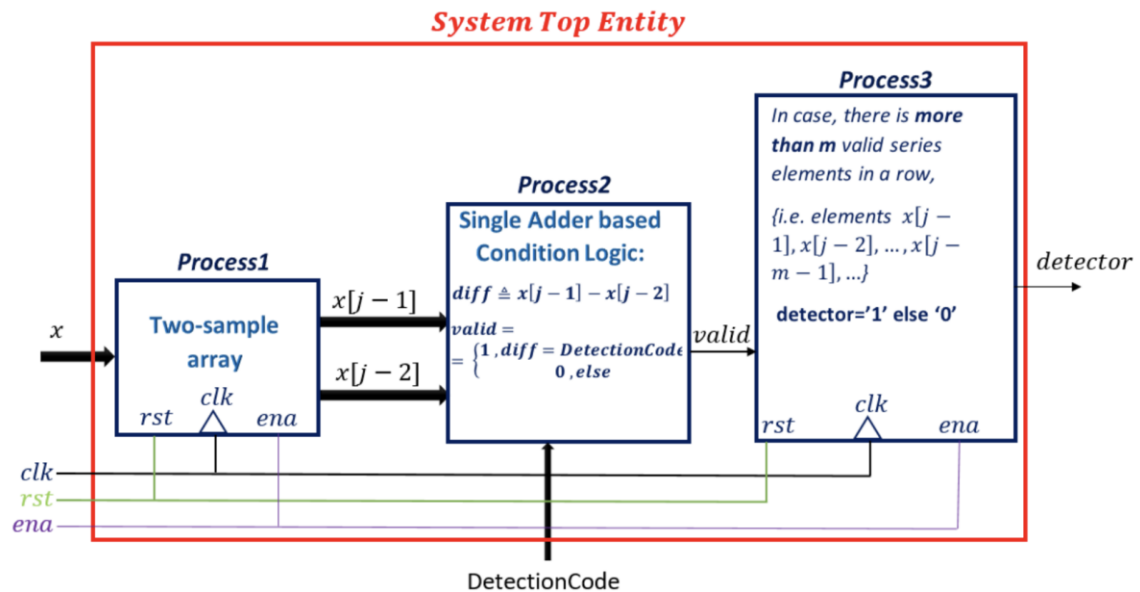 System Top Entity
Process3
In case, there is more
than m valid series
elements in a row,
{i.e. elements x[j −
1], x[j − 2], … , x[j −
m − 1], …}
detector='1' else '0'
detector
Process2
Single Adder based
Condition Logic:
diff ≜ x[j − 1] − x[j − 2]
valid =
= {1 , diff = DetectionCode
0 , else
valid
Process1
Two-sample
array
x
x[j − 1]
x[j − 2]
rst
clk
ena
rst
clk
ena
clk
rst
ena
DetectionCode